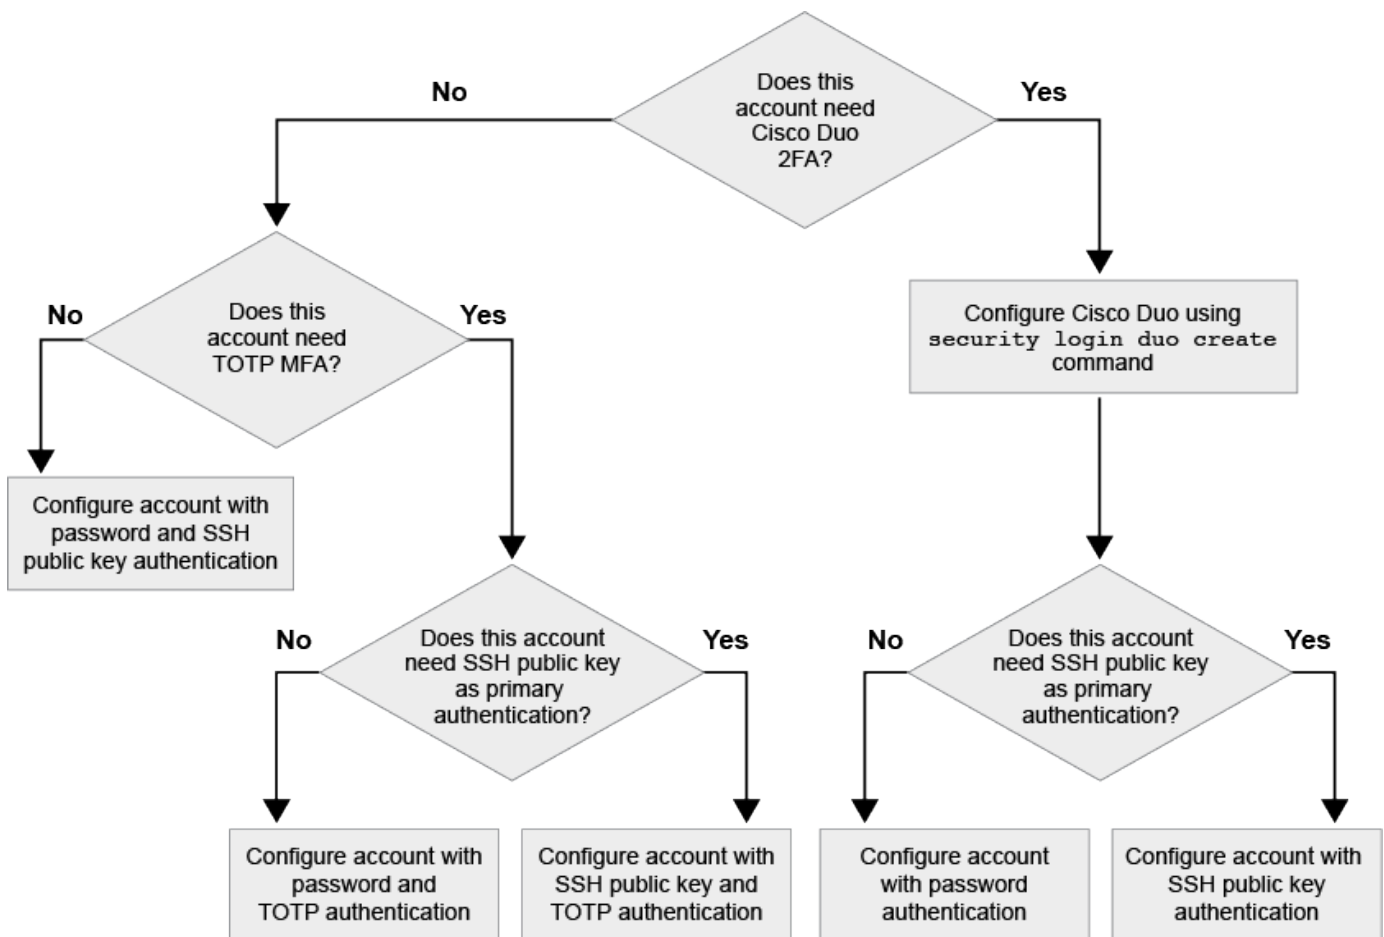 Does this
account need
Cisco Duo
2FA?
No
Yes
Does this
account need
TOTP MFA?
No
Yes
Configure Cisco Duo using
security login duo create
command
Configure account with
password and SSH
public key authentication
Does this account
need SSH public key
as primary
authentication?
No
Yes
Does this account
need SSH public key
as primary
authentication?
No
Yes
Configure account with
password and
TOTP authentication
Configure account with
SSH public key and
TOTP authentication
Configure account
with password
authentication
Configure account with
SSH public key
authentication